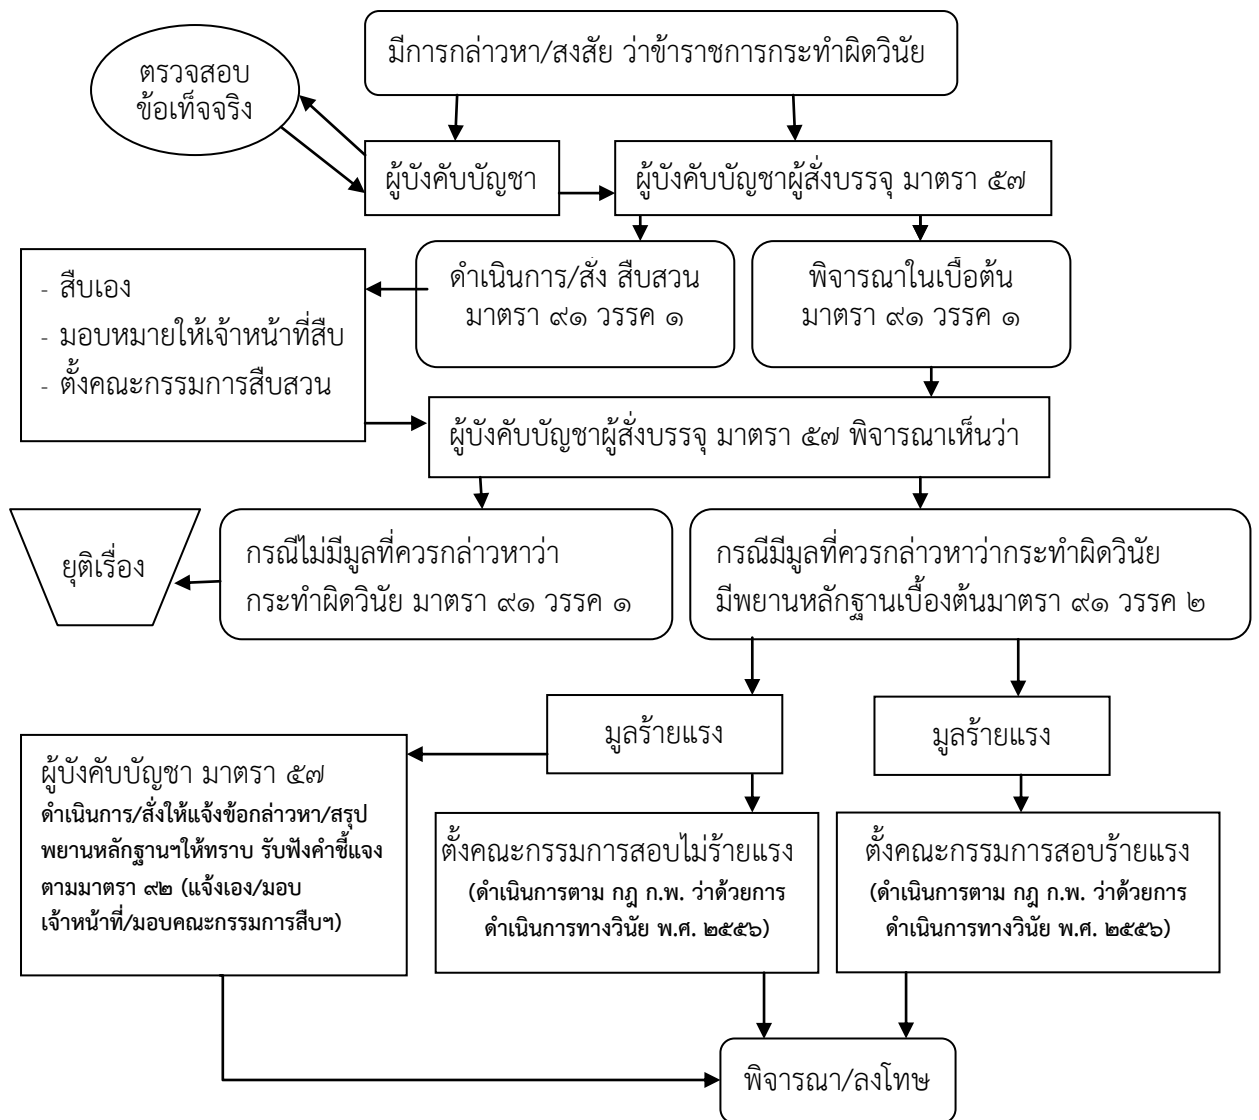 มีการกล่าวหา/สงสัย ว่าข้าราชการกระทำผิดวินัย
ตรวจสอบ
ข้อเท็จจริง
ผู้บังคับบัญชา
ผู้บังคับบัญชาผู้สั่งบรรจุ มาตรา ๕๗
- สืบเอง
- มอบหมายให้เจ้าหน้าที่สืบ
- ตั้งคณะกรรมการสืบสวน
ดำเนินการ/สั่ง สืบสวน
มาตรา ๙๑ วรรค ๑
พิจารณาในเบื้อต้น
มาตรา ๙๑ วรรค ๑
ผู้บังคับบัญชาผู้สั่งบรรจุ มาตรา ๕๗ พิจารณาเห็นว่า
ยุติเรื่อง
กรณีไม่มีมูลที่ควรกล่าวหาว่า
กระทำผิดวินัย มาตรา ๙๑ วรรค ๑
กรณีมีมูลที่ควรกล่าวหาว่ากระทำผิดวินัย
มีพยานหลักฐานเบื้องต้นมาตรา ๙๑ วรรค ๒
มูลร้ายแรง
มูลร้ายแรง
ผู้บังคับบัญชา มาตรา ๕๗
ดำเนินการ/สั่งให้แจ้งข้อกล่าวหา/สรุป
พยานหลักฐานฯให้ทราบ รับฟังคำชี้แจง
ตามมาตรา ๙๒ (แจ้งเอง/มอบ
เจ้าหน้าที่/มอบคณะกรรมการสืบฯ)
ตั้งคณะกรรมการสอบไม่ร้ายแรง
(ดำเนินการตาม กฎ ก.พ. ว่าด้วยการ
ดำเนินการทางวินัย พ.ศ. ๒๕๕๖)
ตั้งคณะกรรมการสอบร้ายแรง
(ดำเนินการตาม กฎ ก.พ. ว่าด้วยการ
ดำเนินการทางวินัย พ.ศ. ๒๕๕๖)
พิจารณา/ลงโทษ